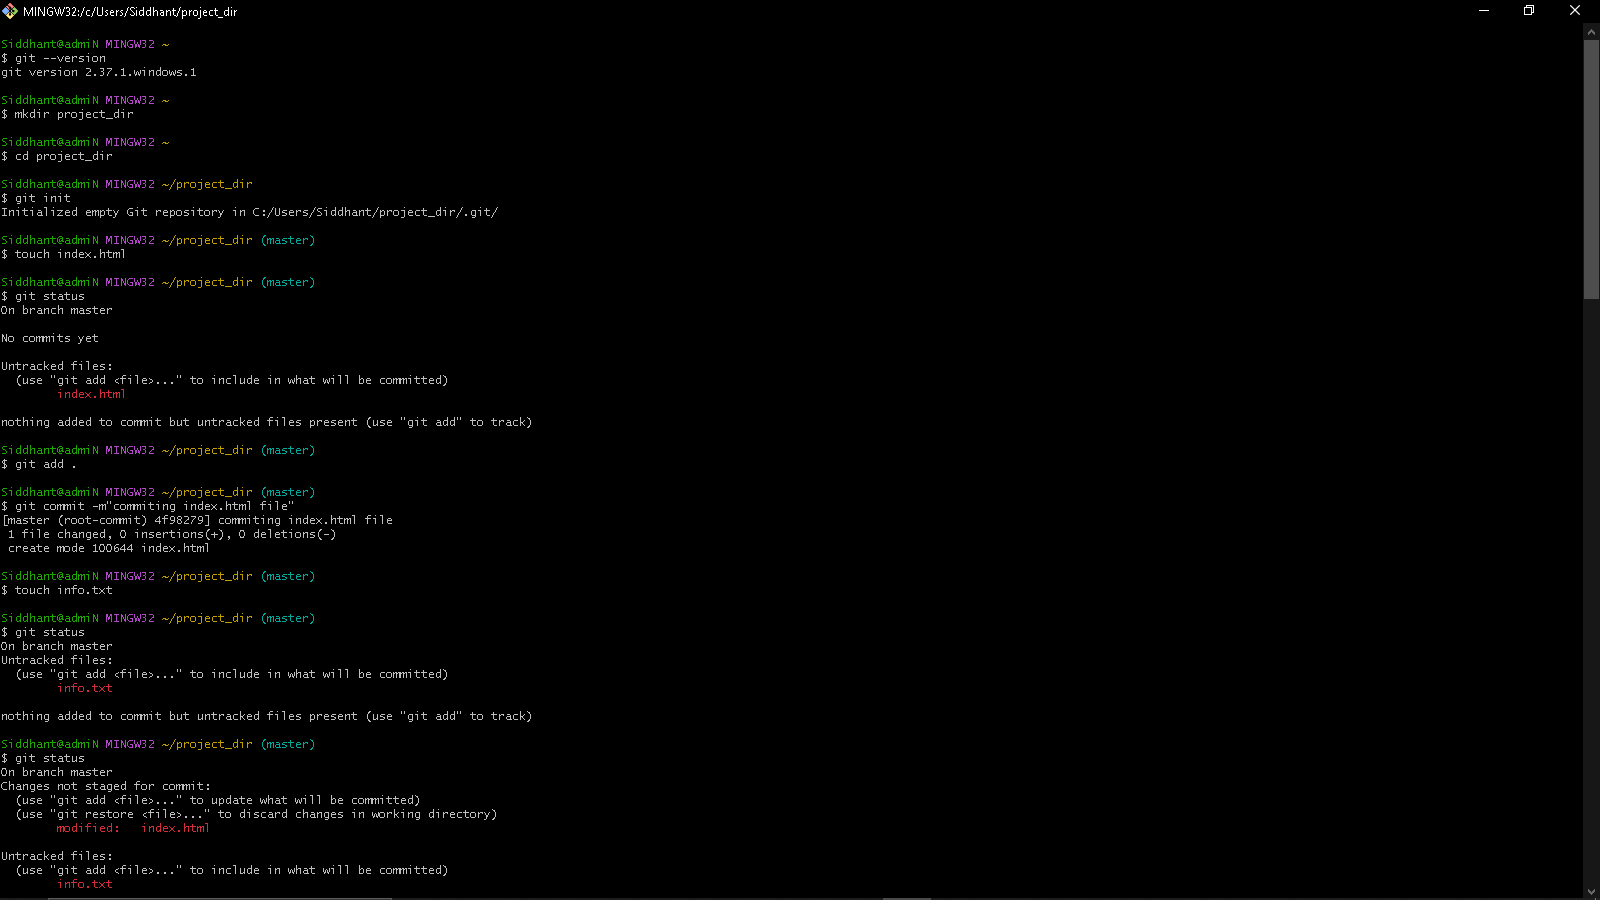 MINGW32:/c/Users/Siddhant/project_dir
Siddhant@admiN MINGW32 ~
$ git --version
git version 2.37.1.windows.1
Siddhant@admiN MINGW32 ~
$ mkdir project_dir
Siddhant@admiN MINGW32 ~
$ cd project_dir
Siddhant@admiN MINGW32 ~/project_dir
$ git init
Initialized empty Git repository in C:/Users/Siddhant/project_dir/.git/
Siddhant@admiN MINGW32 ~/project_dir (master)
$ touch index.html
Siddhant@admiN MINGW32 ~/project_dir (master)
$ git status
On branch master
No commits yet
Untracked files:
  (use "git add <file>..." to include in what will be committed)
        index.html
nothing added to commit but untracked files present (use "git add" to track)
Siddhant@admiN MINGW32 ~/project_dir (master)
$ git add .
Siddhant@admiN MINGW32 ~/project_dir (master)
$ git commit -m"commiting index.html file"
[master (root-commit) 4f98279] commiting index.html file
 1 file changed, 0 insertions(+), 0 deletions(-)
 create mode 100644 index.html
Siddhant@admiN MINGW32 ~/project_dir (master)
$ touch info.txt
Siddhant@admiN MINGW32 ~/project_dir (master)
$ git status
On branch master
Untracked files:
  (use "git add <file>..." to include in what will be committed)
        info.txt
nothing added to commit but untracked files present (use "git add" to track)
Siddhant@admiN MINGW32 ~/project_dir (master)
$ git status
On branch master
Changes not staged for commit:
  (use "git add <file>..." to update what will be committed)
  (use "git restore <file>..." to discard changes in working directory)
        modified:   index.html
Untracked files:
  (use "git add <file>..." to include in what will be committed)
        info.txt